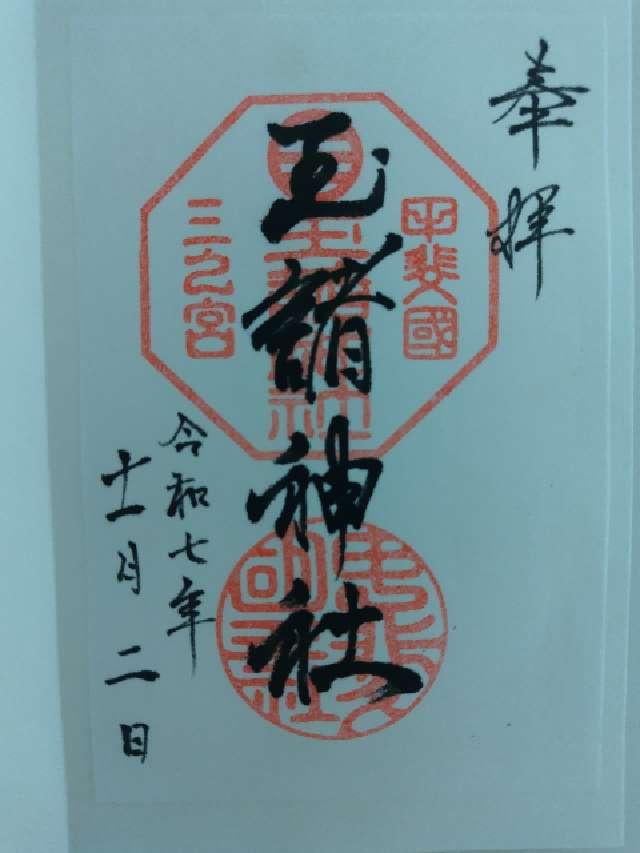 奉拝
甲斐國
玉諸神社
三之宮
令和七年
十一月二日